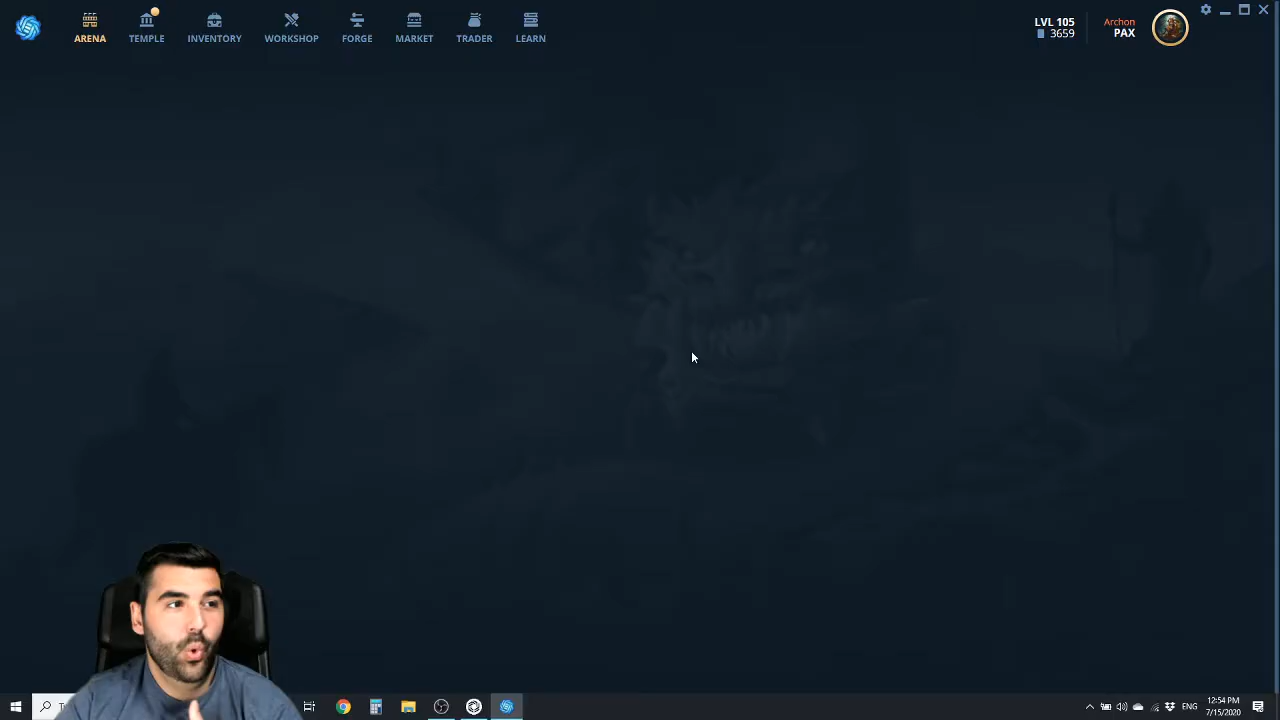 ARENA
TEMPLE
INVENTORY
WORKSHOP
FORGE
MARKET
TRADER
LEARN
LVL 105
3659
Archon
PAX
T
ENG
12:54 PM
7/15/2020